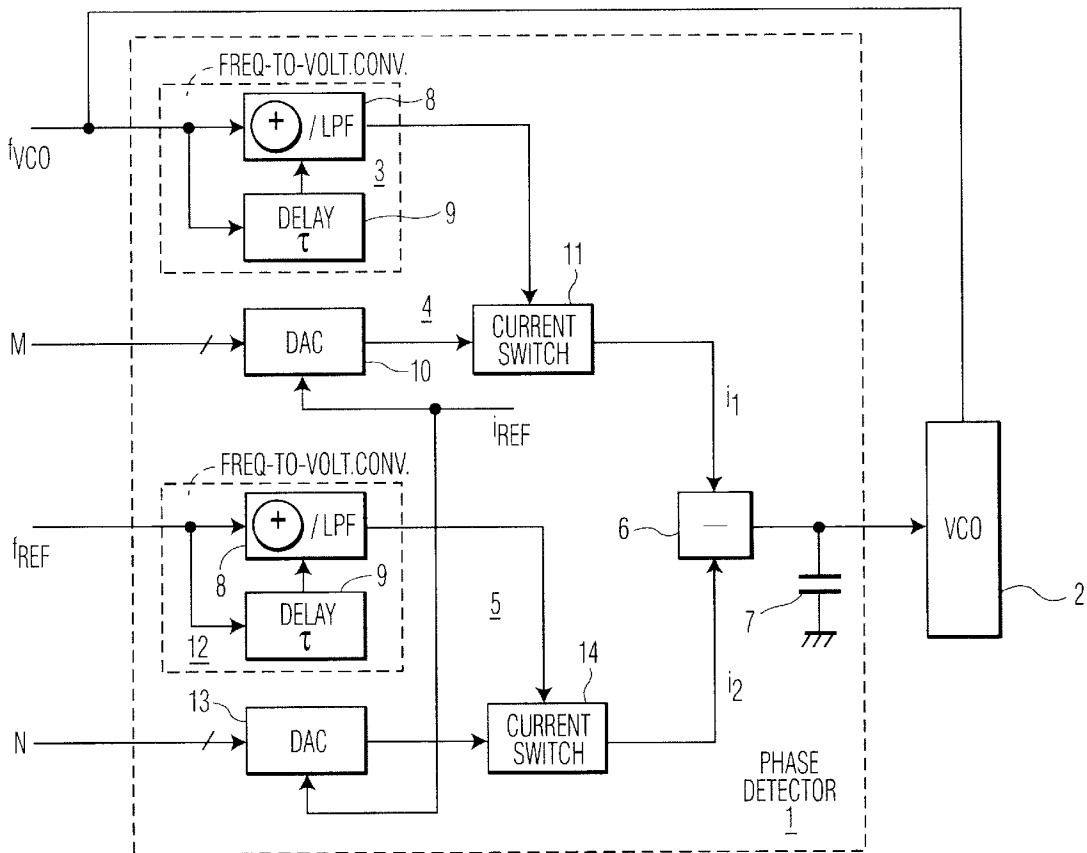 FREQ-TO-VOLT.CONV.
8
+ / LPF
fVCO
3
DELAY
τ
9
11
4
CURRENT
SWITCH
M
DAC
10
iREF
i1
FREQ-TO-VOLT.CONV.
+ / LPF
fREF
8
9
DELAY
τ
12
5
6
—
7
VCO
2
14
i2
13
N
DAC
CURRENT
SWITCH
PHASE
DETECTOR
1